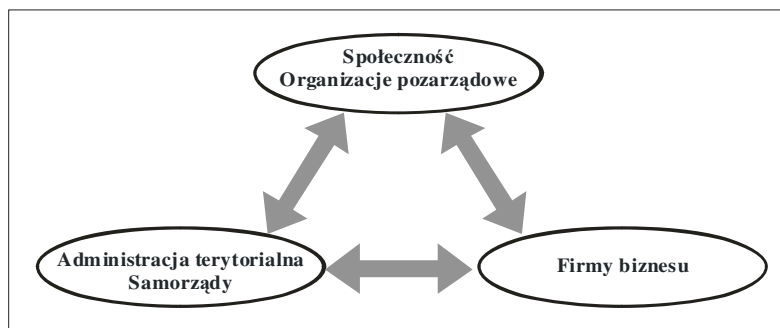 Społeczność
Organizacje pozarządowe
Administracja terytorialna
Samorządy
Firmy biznesu